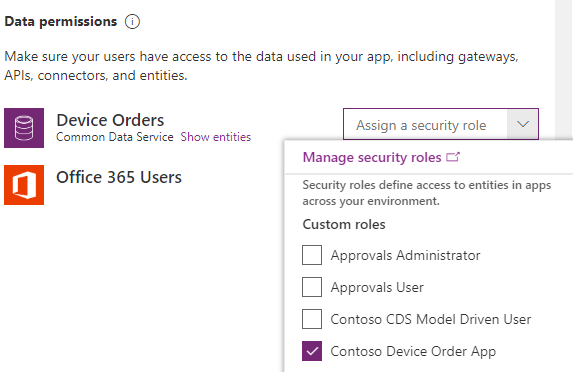 Data permissions
Make sure your users have access to the data used in your app, including gateways,
APIs, connectors, and entities.
Device Orders
Common Data Service Show entities
Assign a security role
Office 365 Users
Manage security roles
Security roles define access to entities in apps
across your environment.
Custom roles
Approvals Administrator
Approvals User
Contoso CDS Model Driven User
Contoso Device Order App